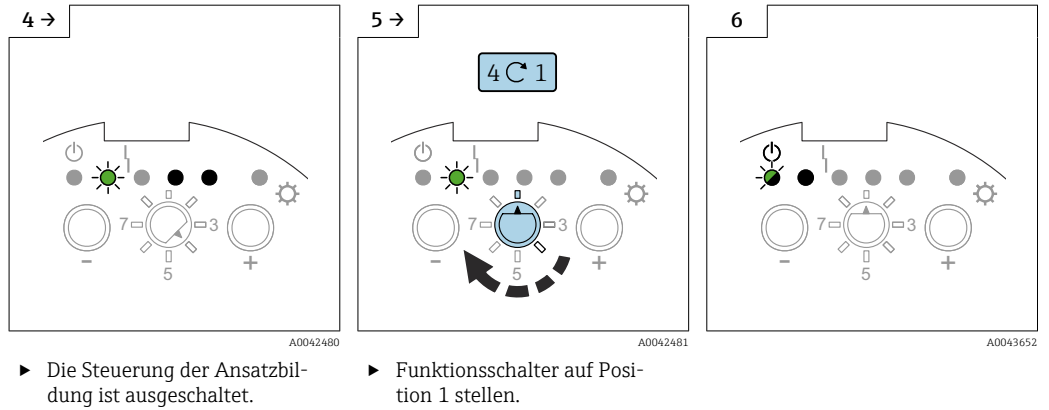 4 →
7 3
5
- +
A0042480
▶ Die Steuerung der Ansatzbil-
dung ist ausgeschaltet.
5 →
4 ↻ 1
7 3
5
- +
A0042481
▶ Funktionsschalter auf Posi-
tion 1 stellen.
6
7 3
5
- +
A0043652